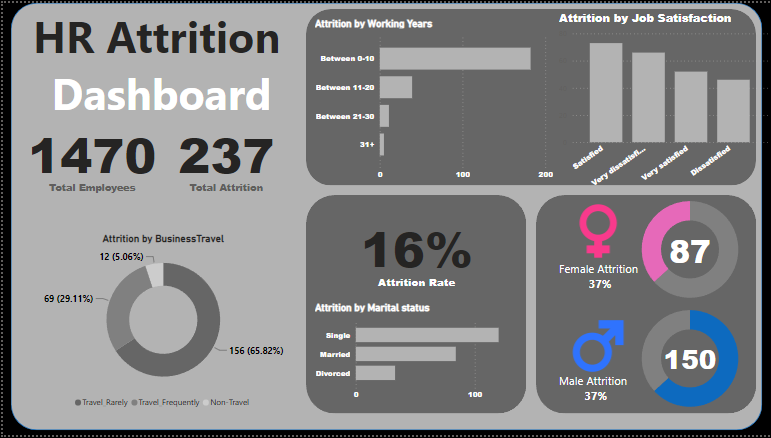 HR Attrition
Dashboard
1470
Total Employees
237
Total Attrition
Attrition by BusinessTravel
12 (5.06%)
69 (29.11%)
156 (65.82%)
Travel_Rarely Travel_Frequently Non-Travel
Attrition by Working Years
Between 0-10
Between 11-20
Between 21-30
31+
0 100 200
Attrition by Job Satisfaction
Satisfied
Very dissatisfi...
Very satisfied
Dissatisfied
16%
Attrition Rate
Attrition by Marital status
Single
Married
Divorced
0 100
Female Attrition
37%
87
Male Attrition
37%
150